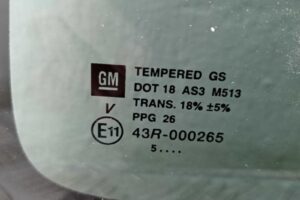 GM
TEMPERED GS
DOT 18 AS3 M513
TRANS. 18% ±5%
V
PPG 26
E11 43R-000265
5 ....